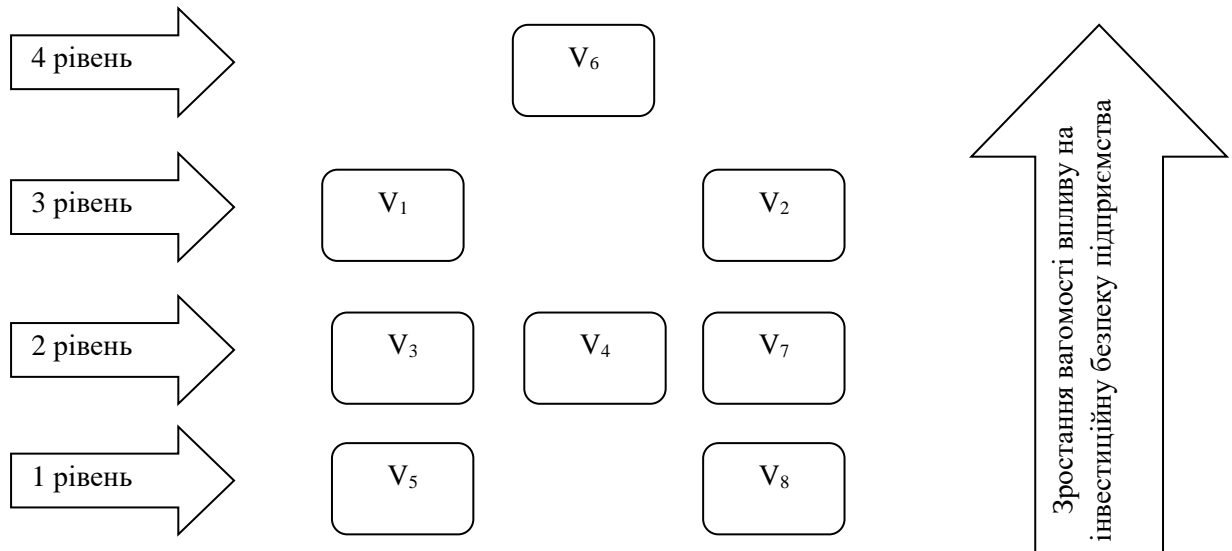 4 рівень
V₆
3 рівень
V₁
V₂
2 рівень
V₃
V₄
V₇
1 рівень
V₅
V₈
Зростання вагомості впливу на
інвестиційну безпеку підприємства